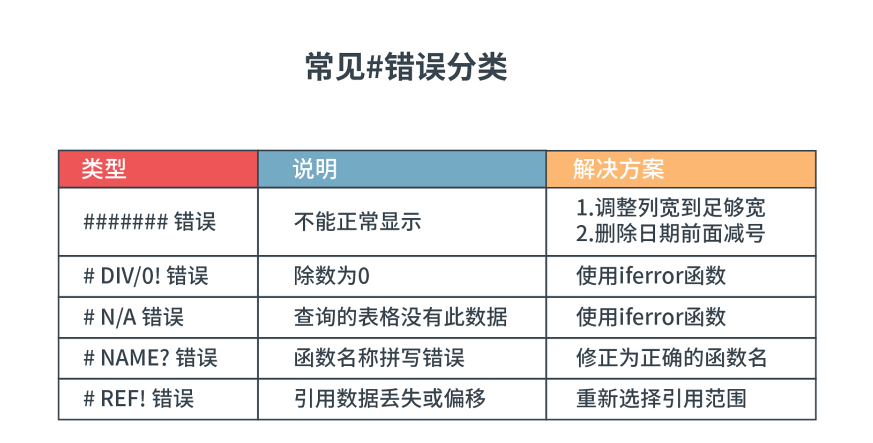 常见#错误分类
类型 说明 解决方案
####### 错误 不能正常显示 1.调整列宽到足够宽
2.删除日期前面减号
# DIV/0! 错误 除数为0 使用iferror函数
# N/A 错误 查询的表格没有此数据 使用iferror函数
# NAME? 错误 函数名称拼写错误 修正为正确的函数名
# REF! 错误 引用数据丢失或偏移 重新选择引用范围